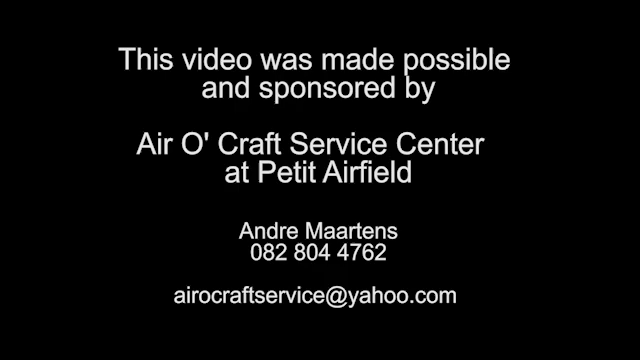 This video was made possible
and sponsored by
Air O' Craft Service Center
at Petit Airfield
Andre Maartens
082 804 4762
airocraftservice@yahoo.com